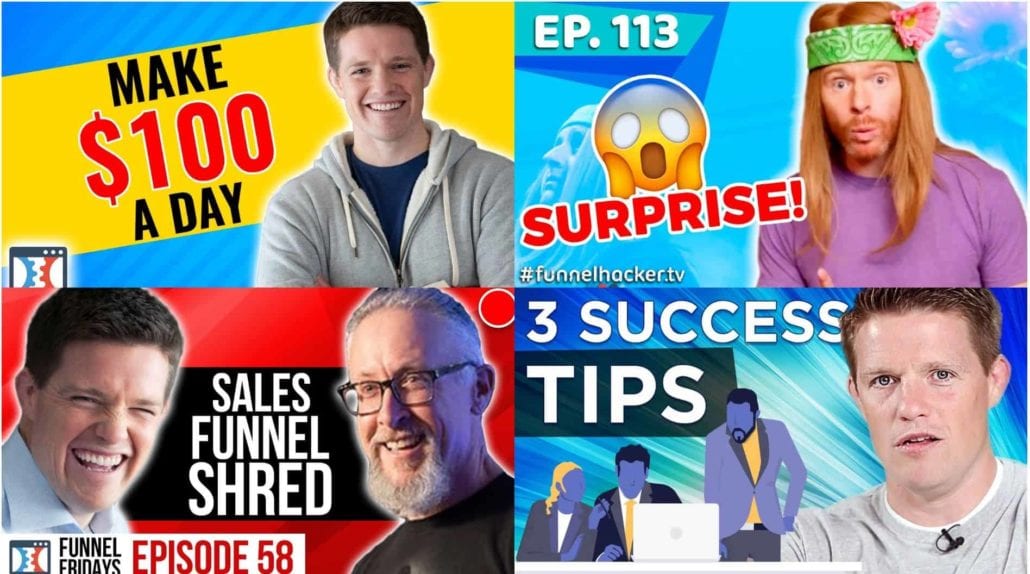 MAKE
$100
A DAY
EP. 113
SURPRISE!
#funnelhacker.tv
SALES
FUNNEL
SHRED
FUNNEL
FRIDAYS
EPISODE 58
3 SUCCESS
TIPS